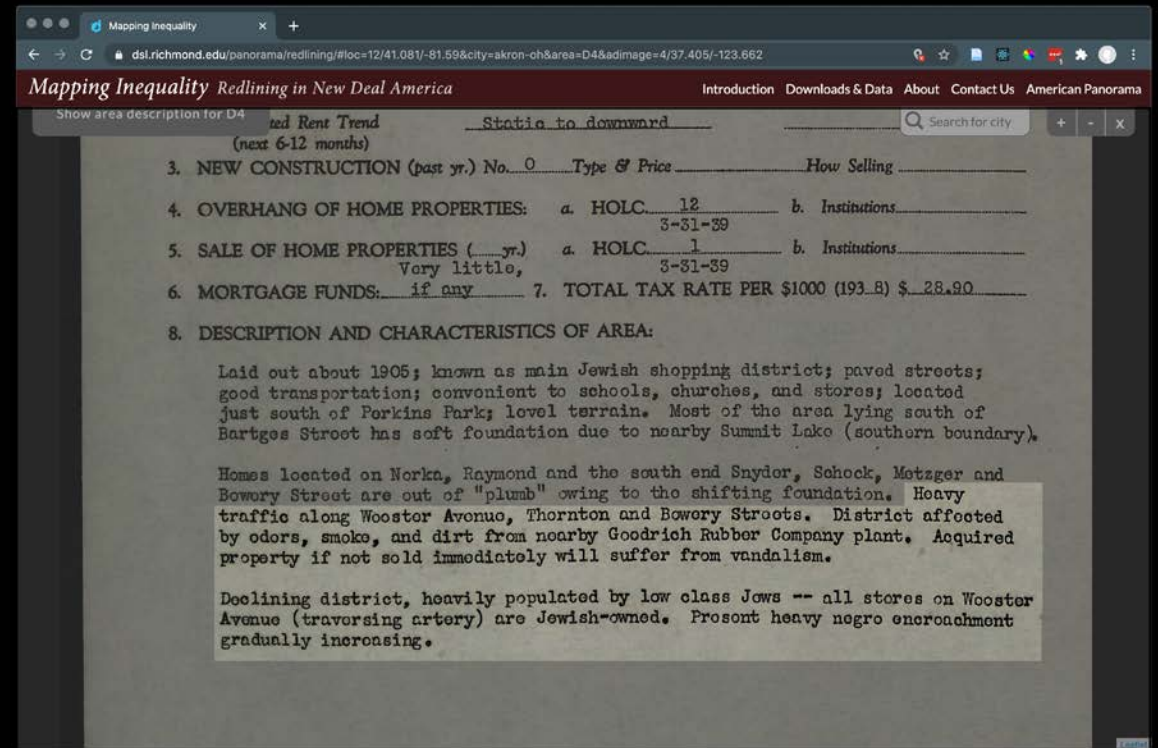 Mapping Inequality
dsl.richmond.edu/panorama/redlining/#loc=12/41.081/-81.59&city=akron-oh&area=D4&adimage=4/37.405/-123.662
Mapping Inequality Redlining in New Deal America Introduction Downloads & Data About Contact Us American Panorama
Show area description for D4 ted Rent Trend Static to downward Search for city + - x
(next 6-12 months)
3. NEW CONSTRUCTION (past yr.) No. 0 Type & Price How Selling
4. OVERHANG OF HOME PROPERTIES: a. HOLC 12 b. Institutions
3-31-39
5. SALE OF HOME PROPERTIES ( yr.) a. HOLC 1 b. Institutions
Very little, 3-31-39
6. MORTGAGE FUNDS: if any 7. TOTAL TAX RATE PER $1000 (193 8) $ 28.90
8. DESCRIPTION AND CHARACTERISTICS OF AREA:
Laid out about 1905; known as main Jewish shopping district; paved streets;
good transportation; convenient to schools, churches, and stores; located
just south of Perkins Park; level terrain. Most of the area lying south of
Bartges Street has soft foundation due to nearby Summit Lake (southern boundary).
Homes located on Norka, Raymond and the south end Snyder, Schock, Metzger and
Bowery Street are out of "plumb" owing to the shifting foundation. Heavy
traffic along Wooster Avenue, Thornton and Bowery Streets. District affected
by odors, smoke, and dirt from nearby Goodrich Rubber Company plant. Acquired
property if not sold immediately will suffer from vandalism.
Declining district, heavily populated by low class Jews -- all stores on Wooster
Avenue (traversing artery) are Jewish-owned. Present heavy negro encroachment
gradually increasing.
Leaflet